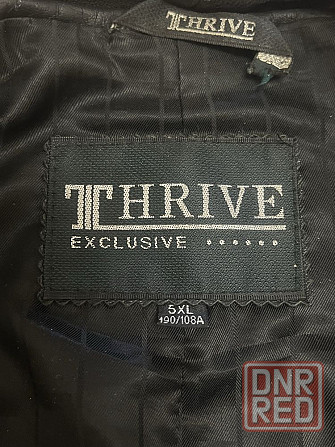 THRIVE
THRIVE
EXCLUSIVE
5XL
190/108A
DNR
RED